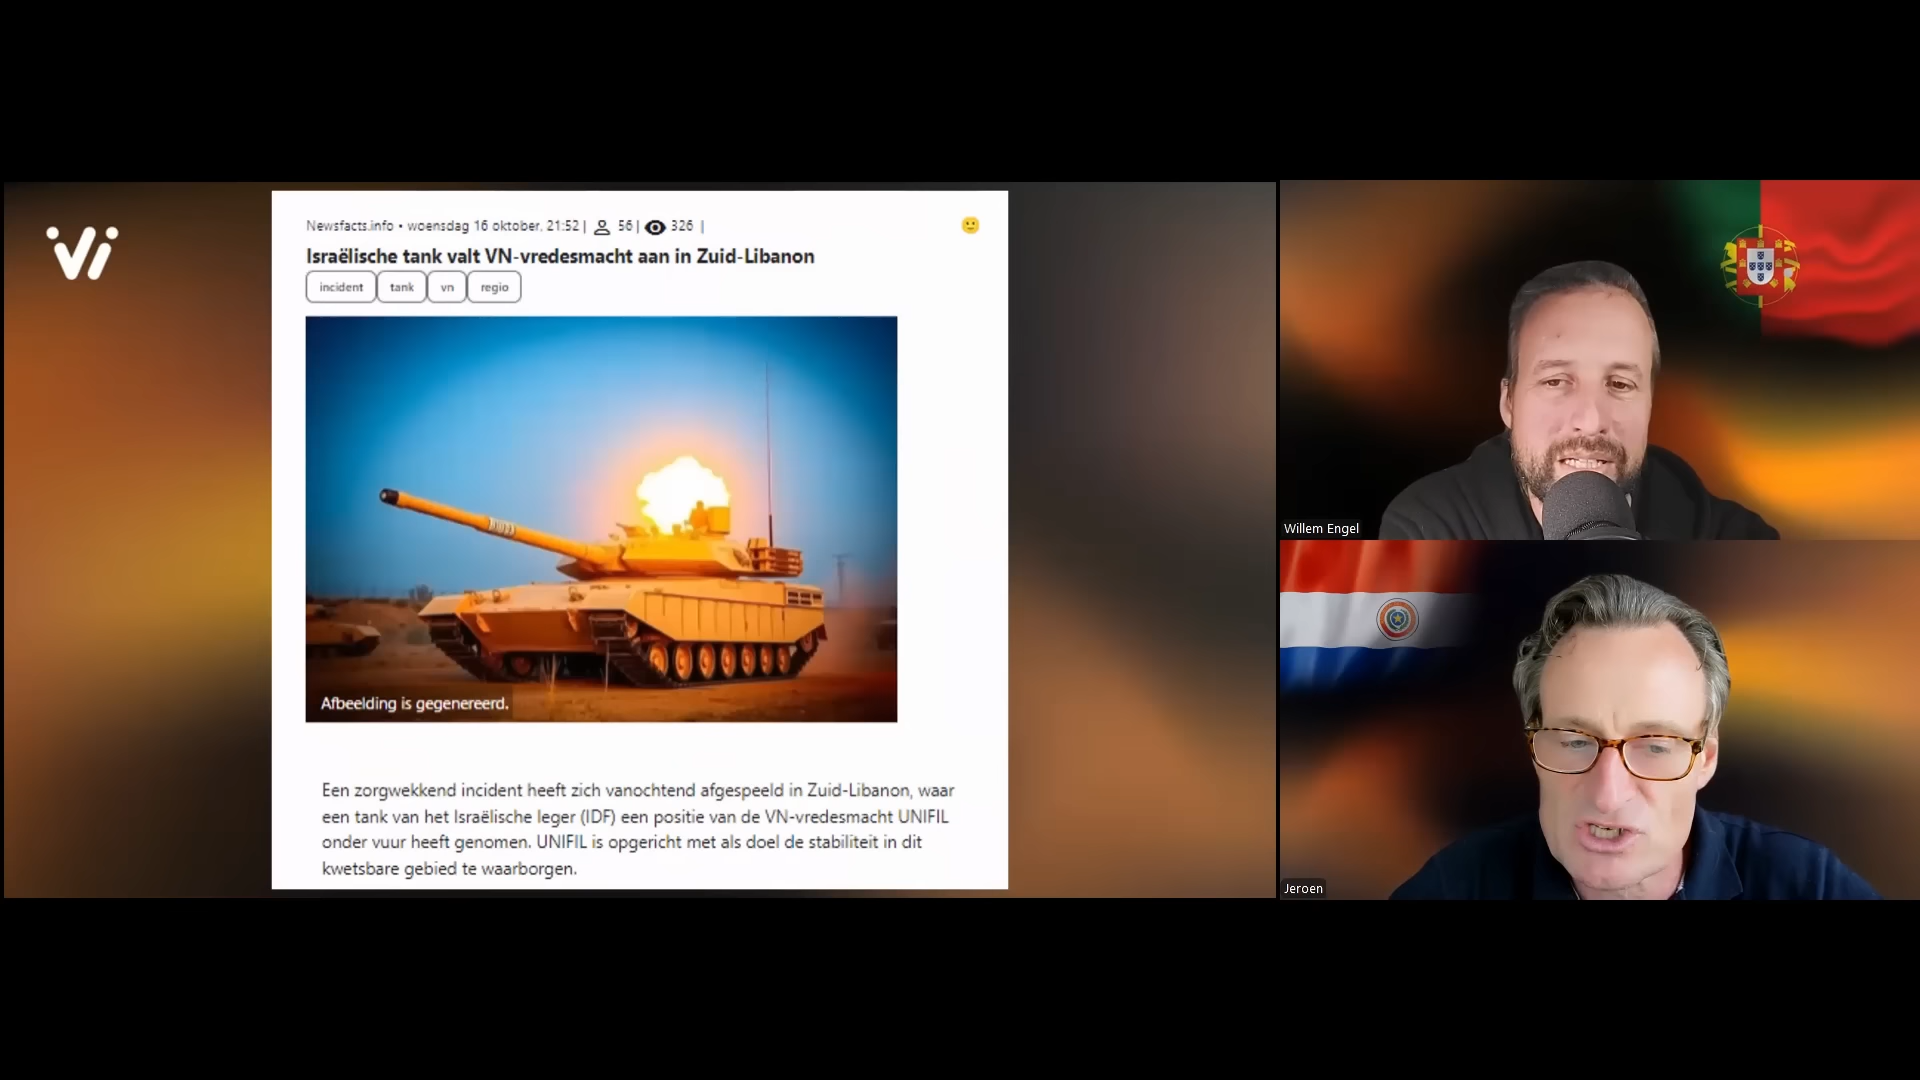 Newsfacts.info • woensdag 16 oktober, 21:52 | 56 | 326 |
Israëlische tank valt VN-vredesmacht aan in Zuid-Libanon
incident tank vn regio
Afbeelding is gegenereerd.
Een zorgwekkend incident heeft zich vanochtend afgespeeld in Zuid-Libanon, waar
een tank van het Israëlische leger (IDF) een positie van de VN-vredesmacht UNIFIL
onder vuur heeft genomen. UNIFIL is opgericht met als doel de stabiliteit in dit
kwetsbare gebied te waarborgen.
Willem Engel
Jeroen